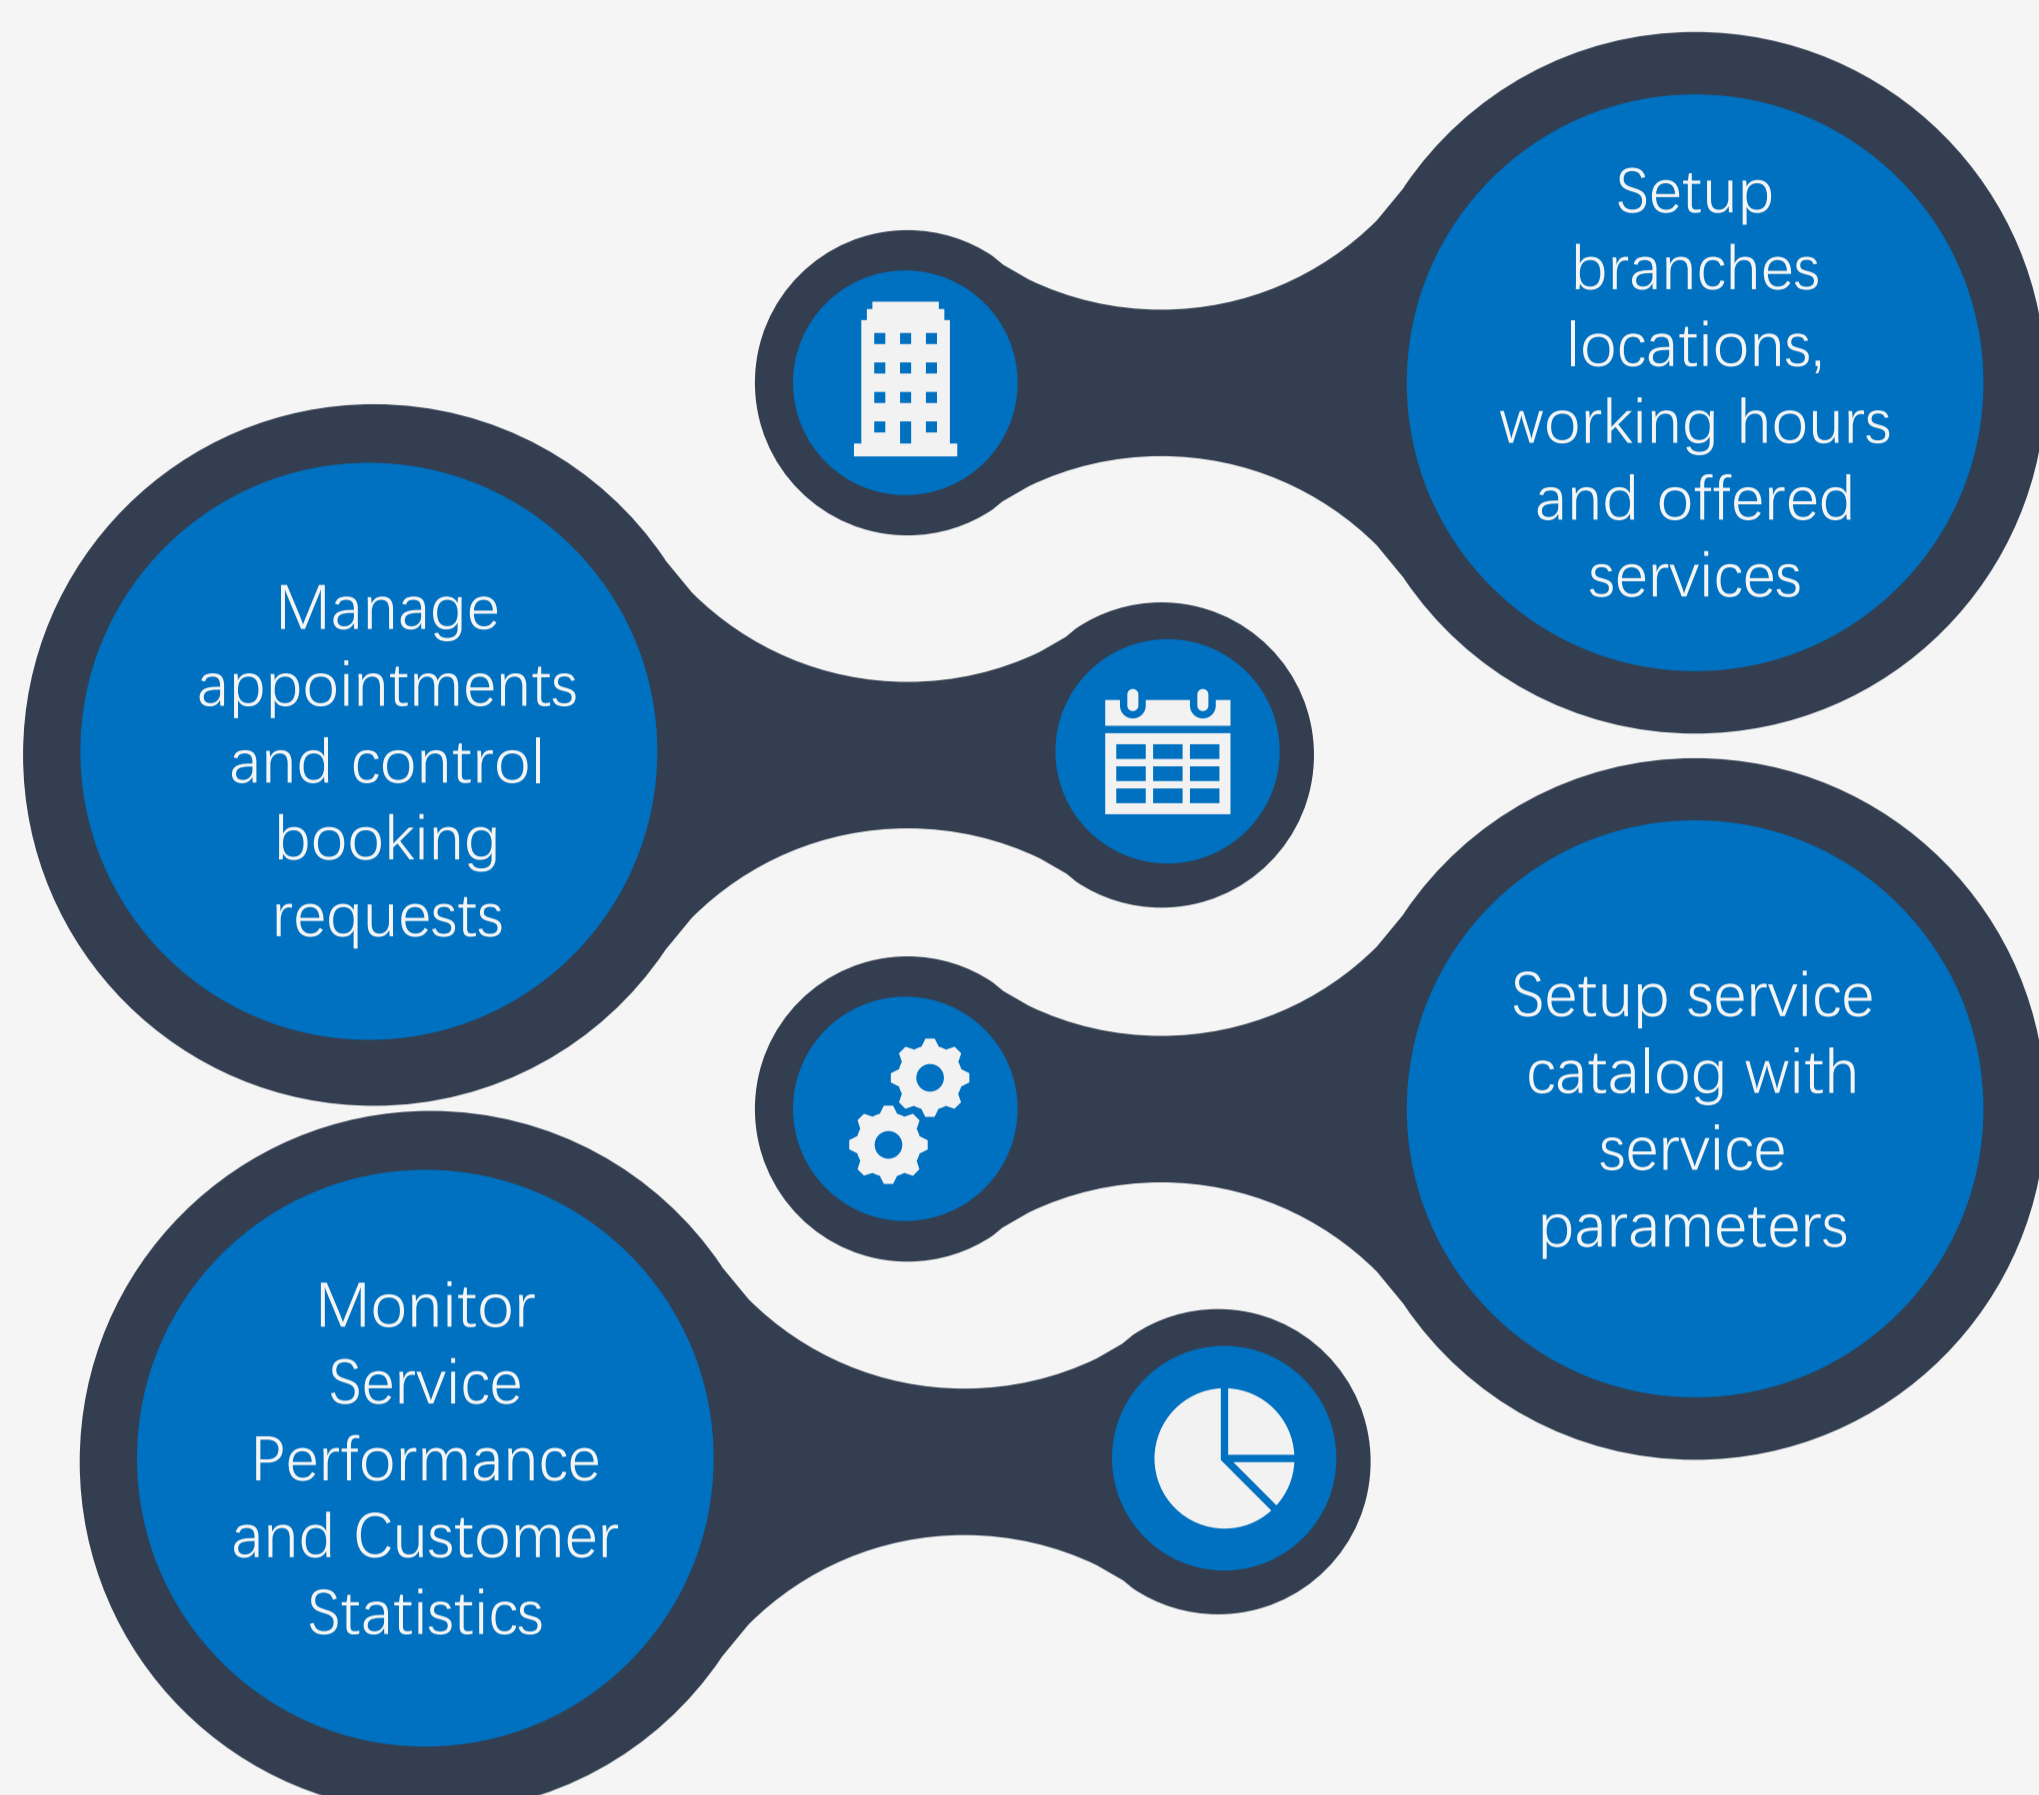 Setup
branches
locations,
working hours
and offered
services
Manage
appointments
and control
booking
requests
Setup service
catalog with
service
parameters
Monitor
Service
Performance
and Customer
Statistics